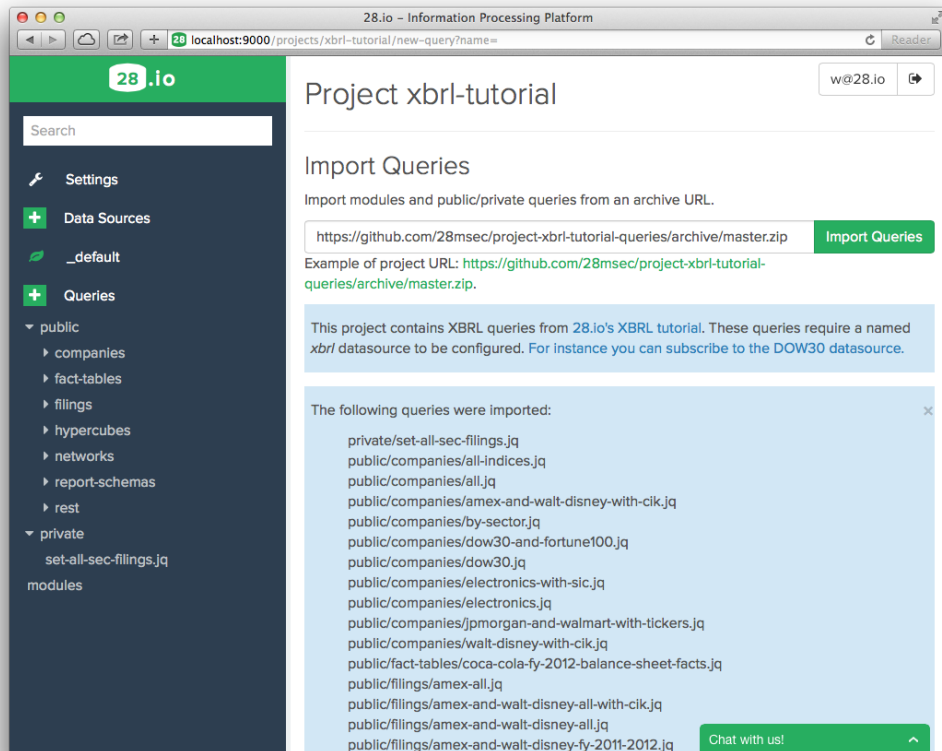 28.io – Information Processing Platform
28 localhost:9000/projects/xbrl-tutorial/new-query?name=
Reader
28 .io
Search
Settings
Data Sources
_default
Queries
public
companies
fact-tables
filings
hypercubes
networks
report-schemas
rest
private
set-all-sec-filings.jq
modules
w@28.io
Project xbrl-tutorial
Import Queries
Import modules and public/private queries from an archive URL.
https://github.com/28msec/project-xbrl-tutorial-queries/archive/master.zip
Import Queries
Example of project URL: https://github.com/28msec/project-xbrl-tutorial-
queries/archive/master.zip.
This project contains XBRL queries from 28.io's XBRL tutorial. These queries require a named
xbrl datasource to be configured. For instance you can subscribe to the DOW30 datasource.
The following queries were imported:
×
private/set-all-sec-filings.jq
public/companies/all-indices.jq
public/companies/all.jq
public/companies/amex-and-walt-disney-with-cik.jq
public/companies/by-sector.jq
public/companies/dow30-and-fortune100.jq
public/companies/dow30.jq
public/companies/electronics-with-sic.jq
public/companies/electronics.jq
public/companies/jpmorgan-and-walmart-with-tickers.jq
public/companies/walt-disney-with-cik.jq
public/fact-tables/coca-cola-fy-2012-balance-sheet-facts.jq
public/filings/amex-all.jq
public/filings/amex-and-walt-disney-all-with-cik.jq
public/filings/amex-and-walt-disney-all.jq
public/filings/amex-and-walt-disney-fy-2011-2012.jq
Chat with us!